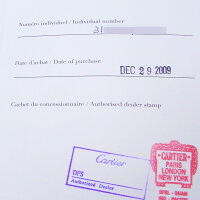 Numéro individuel / Individual number
Date d'achat / Date of purchase
DEC 29 2009
Cachet du concessionnaire / Authorised dealer stamp
Cartier
DFS
Authorised Dealer
CARTIER
PARIS
LONDON
NEW YORK